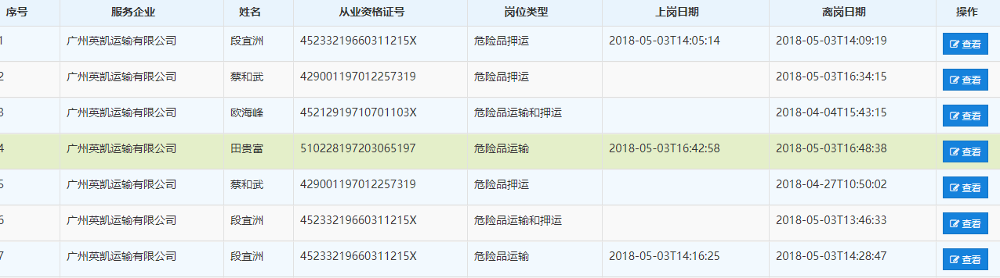 序号 服务企业 姓名 从业资格证号 岗位类型 上岗日期 离岗日期 操作
1 广州英凯运输有限公司 段宜洲 45233219660311215X 危险品押运 2018-05-03T14:05:14 2018-05-03T14:09:19 查看
2 广州英凯运输有限公司 蔡和武 429001197012257319 危险品押运 2018-05-03T16:34:15 查看
3 广州英凯运输有限公司 欧海峰 45212919710701103X 危险品运输和押运 2018-04-04T15:43:15 查看
4 广州英凯运输有限公司 田贵富 510228197203065197 危险品运输 2018-05-03T16:42:58 2018-05-03T16:48:38 查看
5 广州英凯运输有限公司 蔡和武 429001197012257319 危险品押运 2018-04-27T10:50:02 查看
6 广州英凯运输有限公司 段宜洲 45233219660311215X 危险品运输和押运 2018-05-03T13:46:33 查看
7 广州英凯运输有限公司 段宜洲 45233219660311215X 危险品运输 2018-05-03T14:16:25 2018-05-03T14:28:47 查看